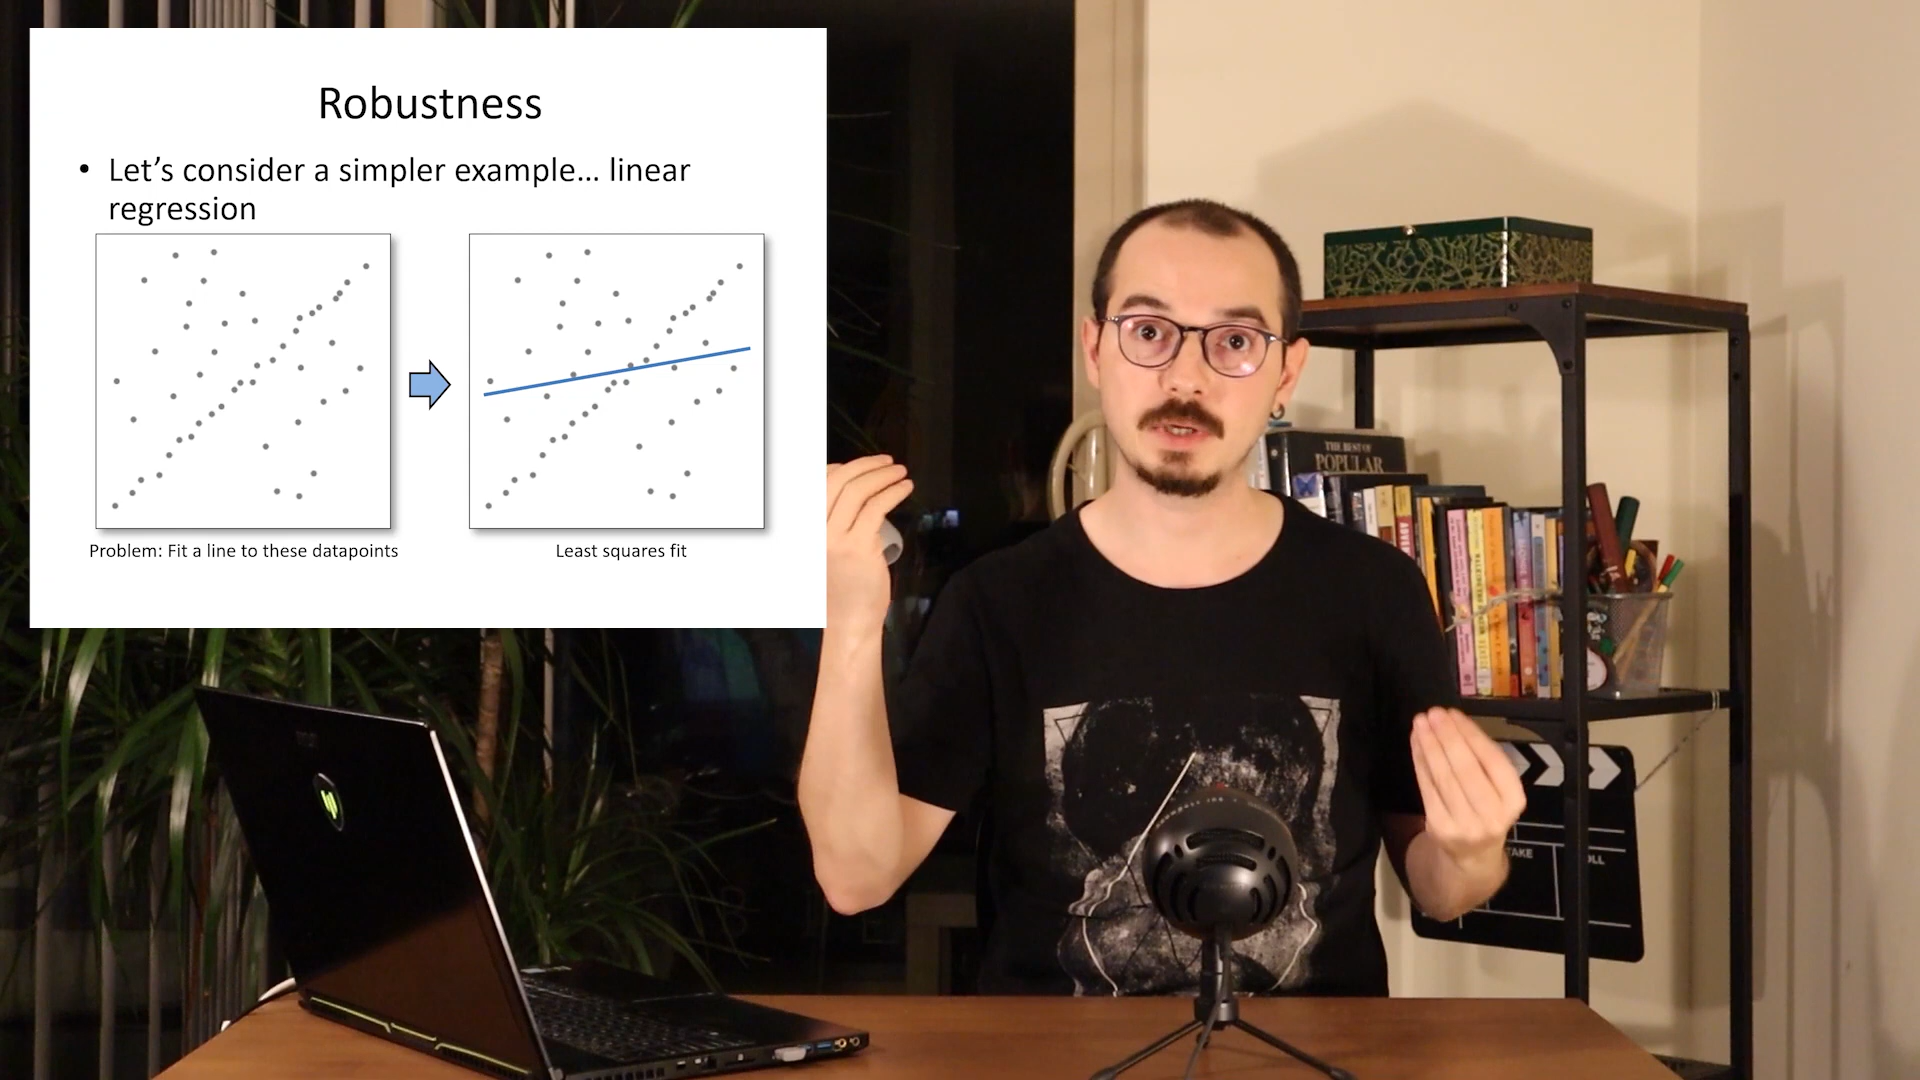 Robustness
• Let's consider a simpler example... linear
regression
Problem: Fit a line to these datapoints
Least squares fit
THE BEST OF
POPULAR
TAKE